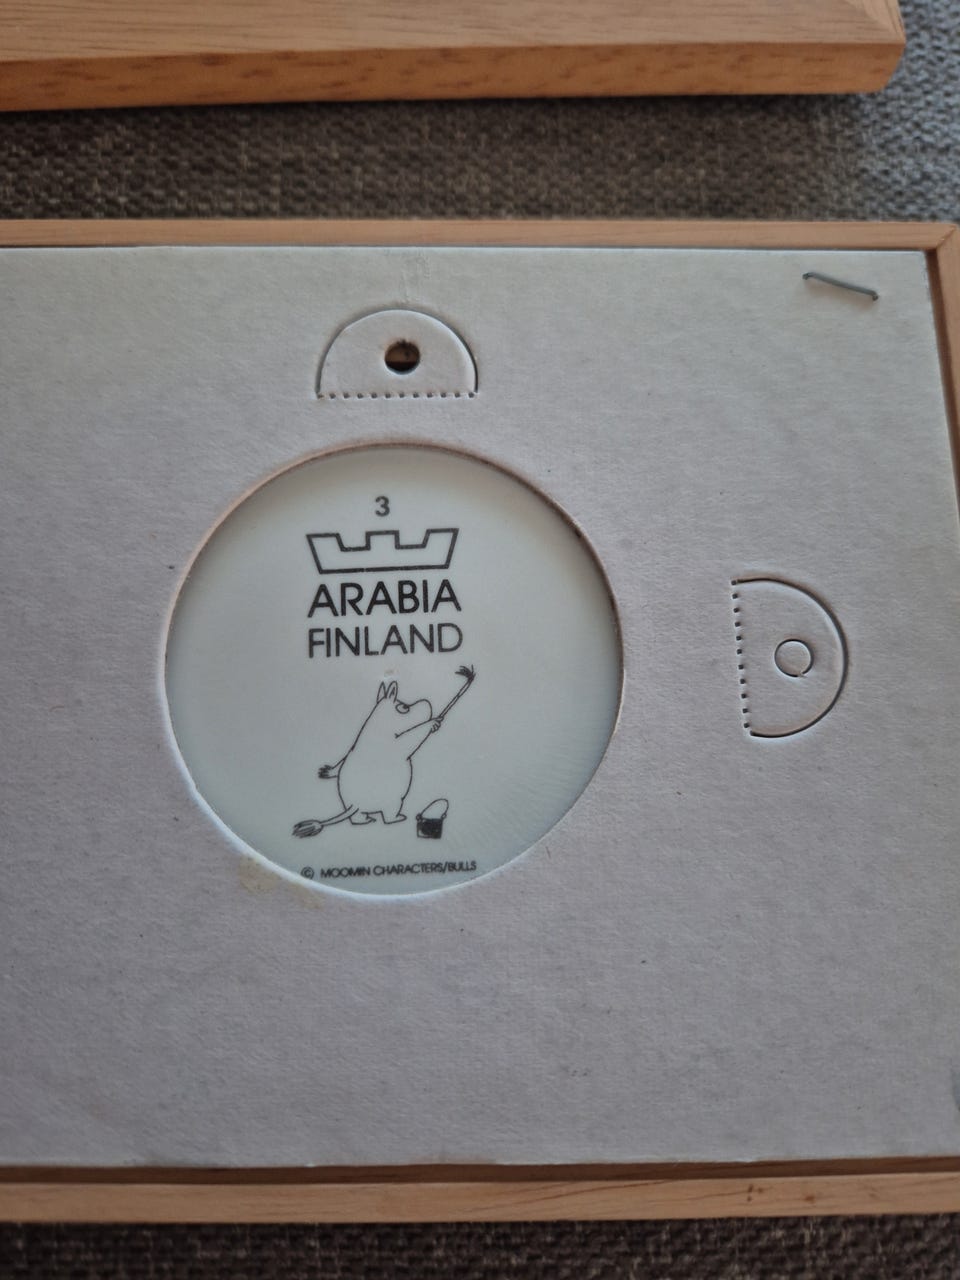 3
ARABIA
FINLAND
© MOOMIN CHARACTERS/BULLS